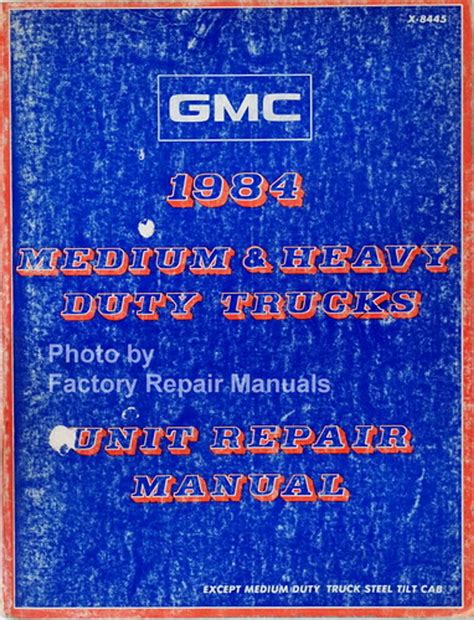 X-8445
GMC
1984
MEDIUM & HEAVY
DUTY TRUCKS
Photo by
Factory Repair Manuals
UNIT REPAIR
MANUAL
EXCEPT MEDIUM DUTY TRUCK STEEL TILT CAB